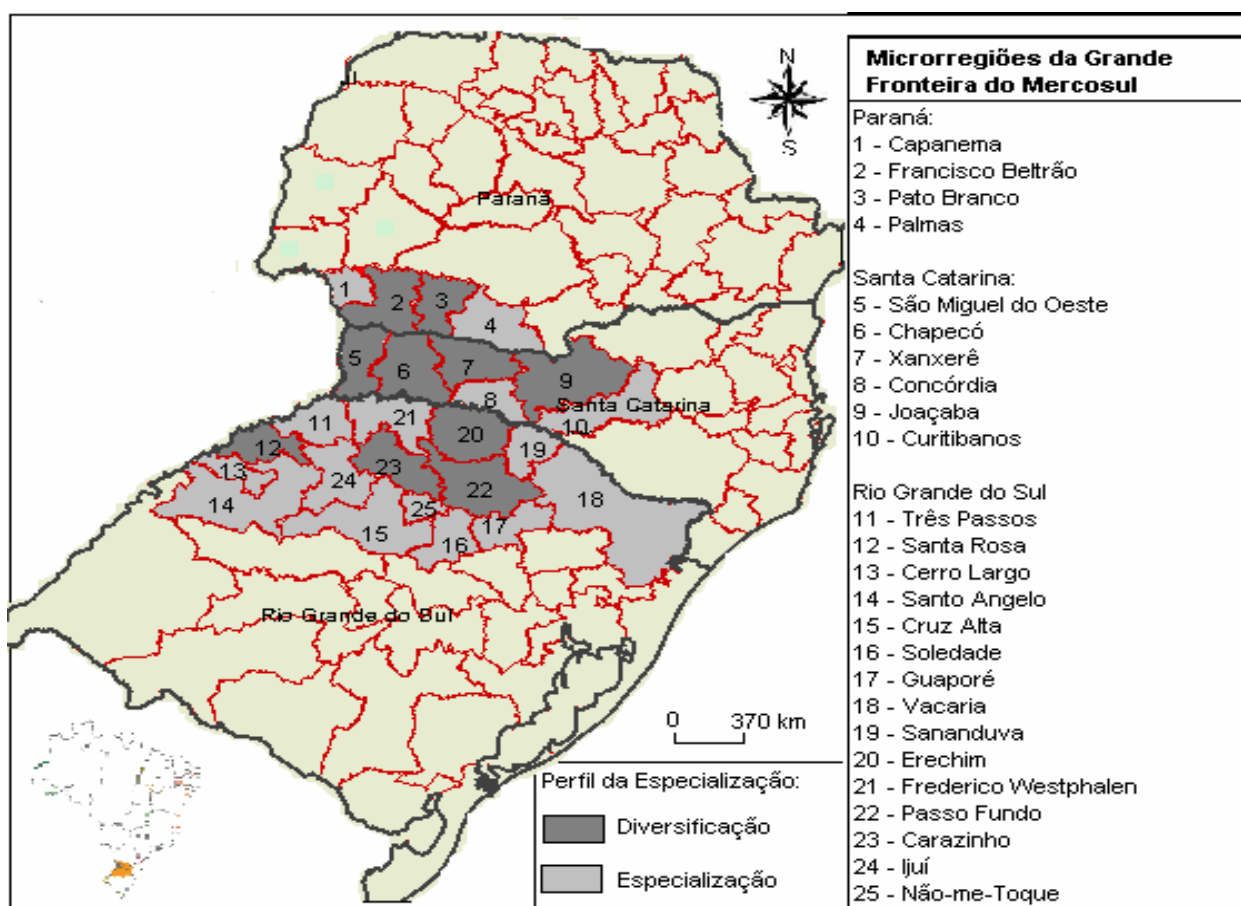 Microrregiões da Grande
Fronteira do Mercosul
Paraná:
1 - Capanema
2 - Francisco Beltrão
3 - Pato Branco
4 - Palmas
Santa Catarina:
5 - São Miguel do Oeste
6 - Chapecó
7 - Xanxerê
8 - Concórdia
9 - Joaçaba
10 - Curitibanos
Rio Grande do Sul
11 - Três Passos
12 - Santa Rosa
13 - Cerro Largo
14 - Santo Angelo
15 - Cruz Alta
16 - Soledade
17 - Guaporé
18 - Vacaria
19 - Sananduva
20 - Erechim
21 - Frederico Westphalen
22 - Passo Fundo
23 - Carazinho
24 - Ijuí
25 - Não-me-Toque
N
S
Paraná
1
2
3
4
5
6
7
8
9
Santa Catarina
10
11
21
20
12
19
13
23
24
22
18
14
25
15
17
16
Rio Grande do Sul
0 370 km
Perfil da Especialização:
Diversificação
Especialização